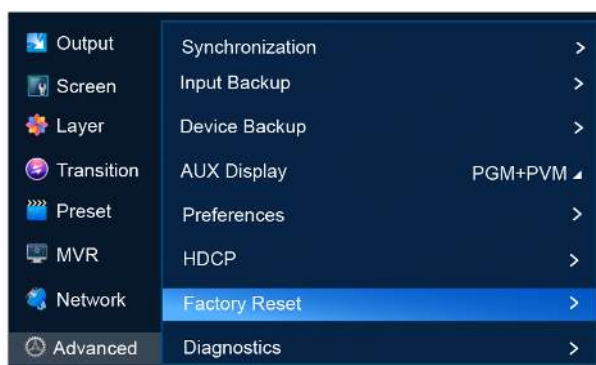 Output
Screen
Layer
Transition
Preset
MVR
Network
Advanced
Synchronization
Input Backup
Device Backup
AUX Display PGM+PVM
Preferences
HDCP
Factory Reset
Diagnostics